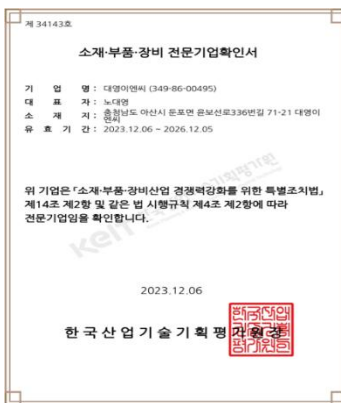 제 34143호
소재·부품·장비 전문기업확인서
기 업 명 : 대영이엔씨 (349-86-00495)
대 표 자 : 노대영
소 재 지 : 충청남도 아산시 둔포면 윤보선로336번길 71-21 대영이
엔씨
유 효 기 간 : 2023.12.06 ~ 2026.12.05
위 기업은 「소재·부품·장비산업 경쟁력강화를 위한 특별조치법」
제14조 제2항 및 같은 법 시행규칙 제4조 제2항에 따라
전문기업임을 확인합니다.
2023.12.06
한 국 산 업 기 술 기 획 평 가 원 장